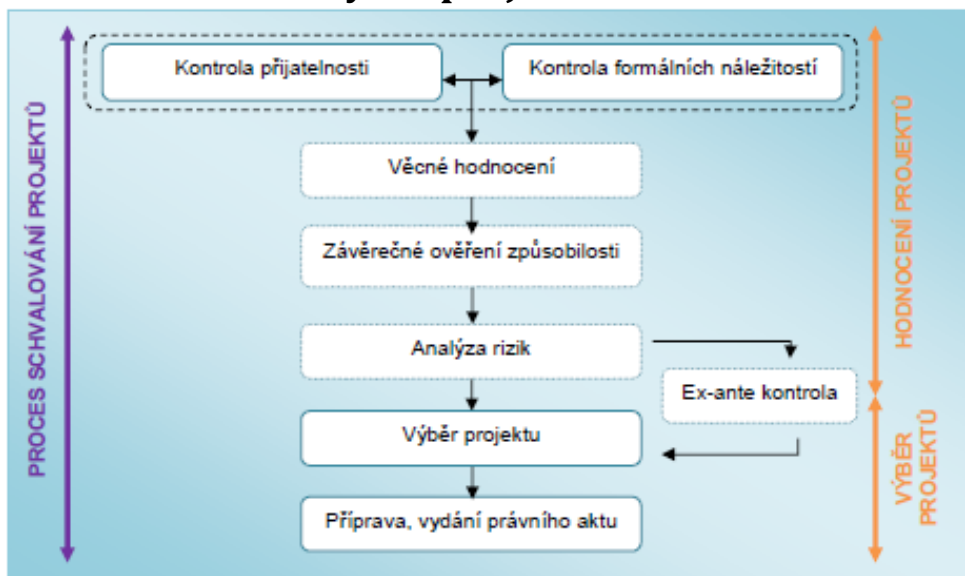 PROCES SCHVALOVÁNÍ PROJEKTŮ
Kontrola přijatelnosti
Kontrola formálních náležitostí
Věcné hodnocení
Závěrečné ověření způsobilosti
Analýza rizik
Ex-ante kontrola
Výběr projektu
Příprava, vydání právního aktu
HODNOCENÍ PROJEKTŮ
VÝBĚR
PROJEKTŮ